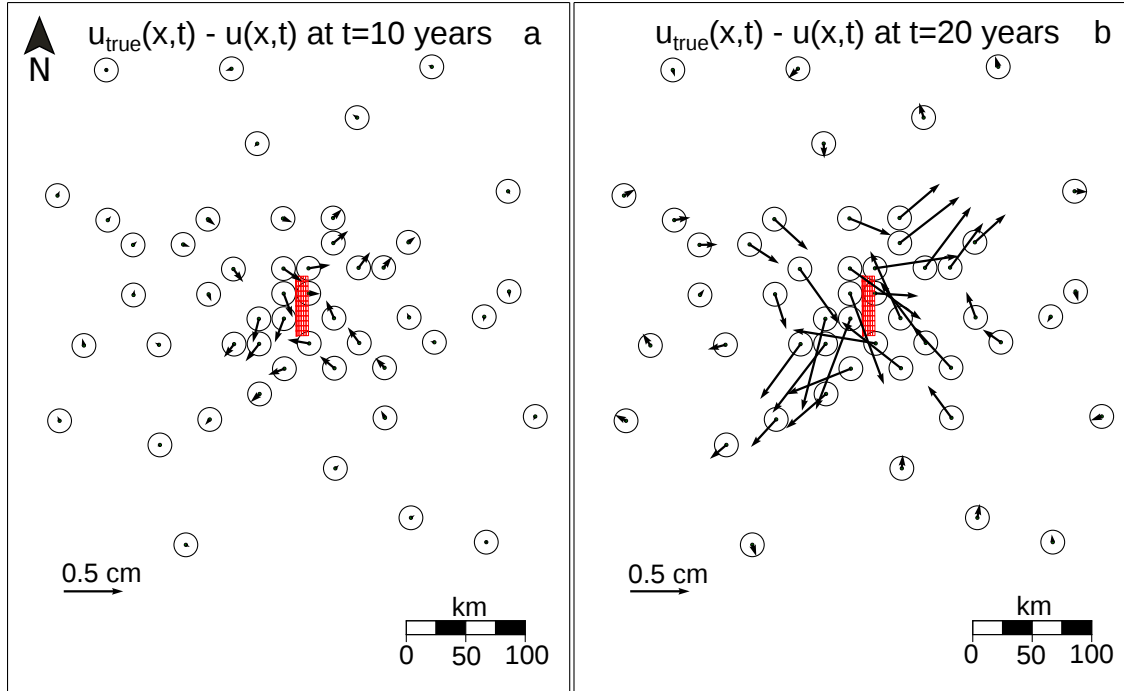 u_true(x,t) - u(x,t) at t=10 years a
N
0.5 cm
km
0 50 100
u_true(x,t) - u(x,t) at t=20 years b
0.5 cm
km
0 50 100